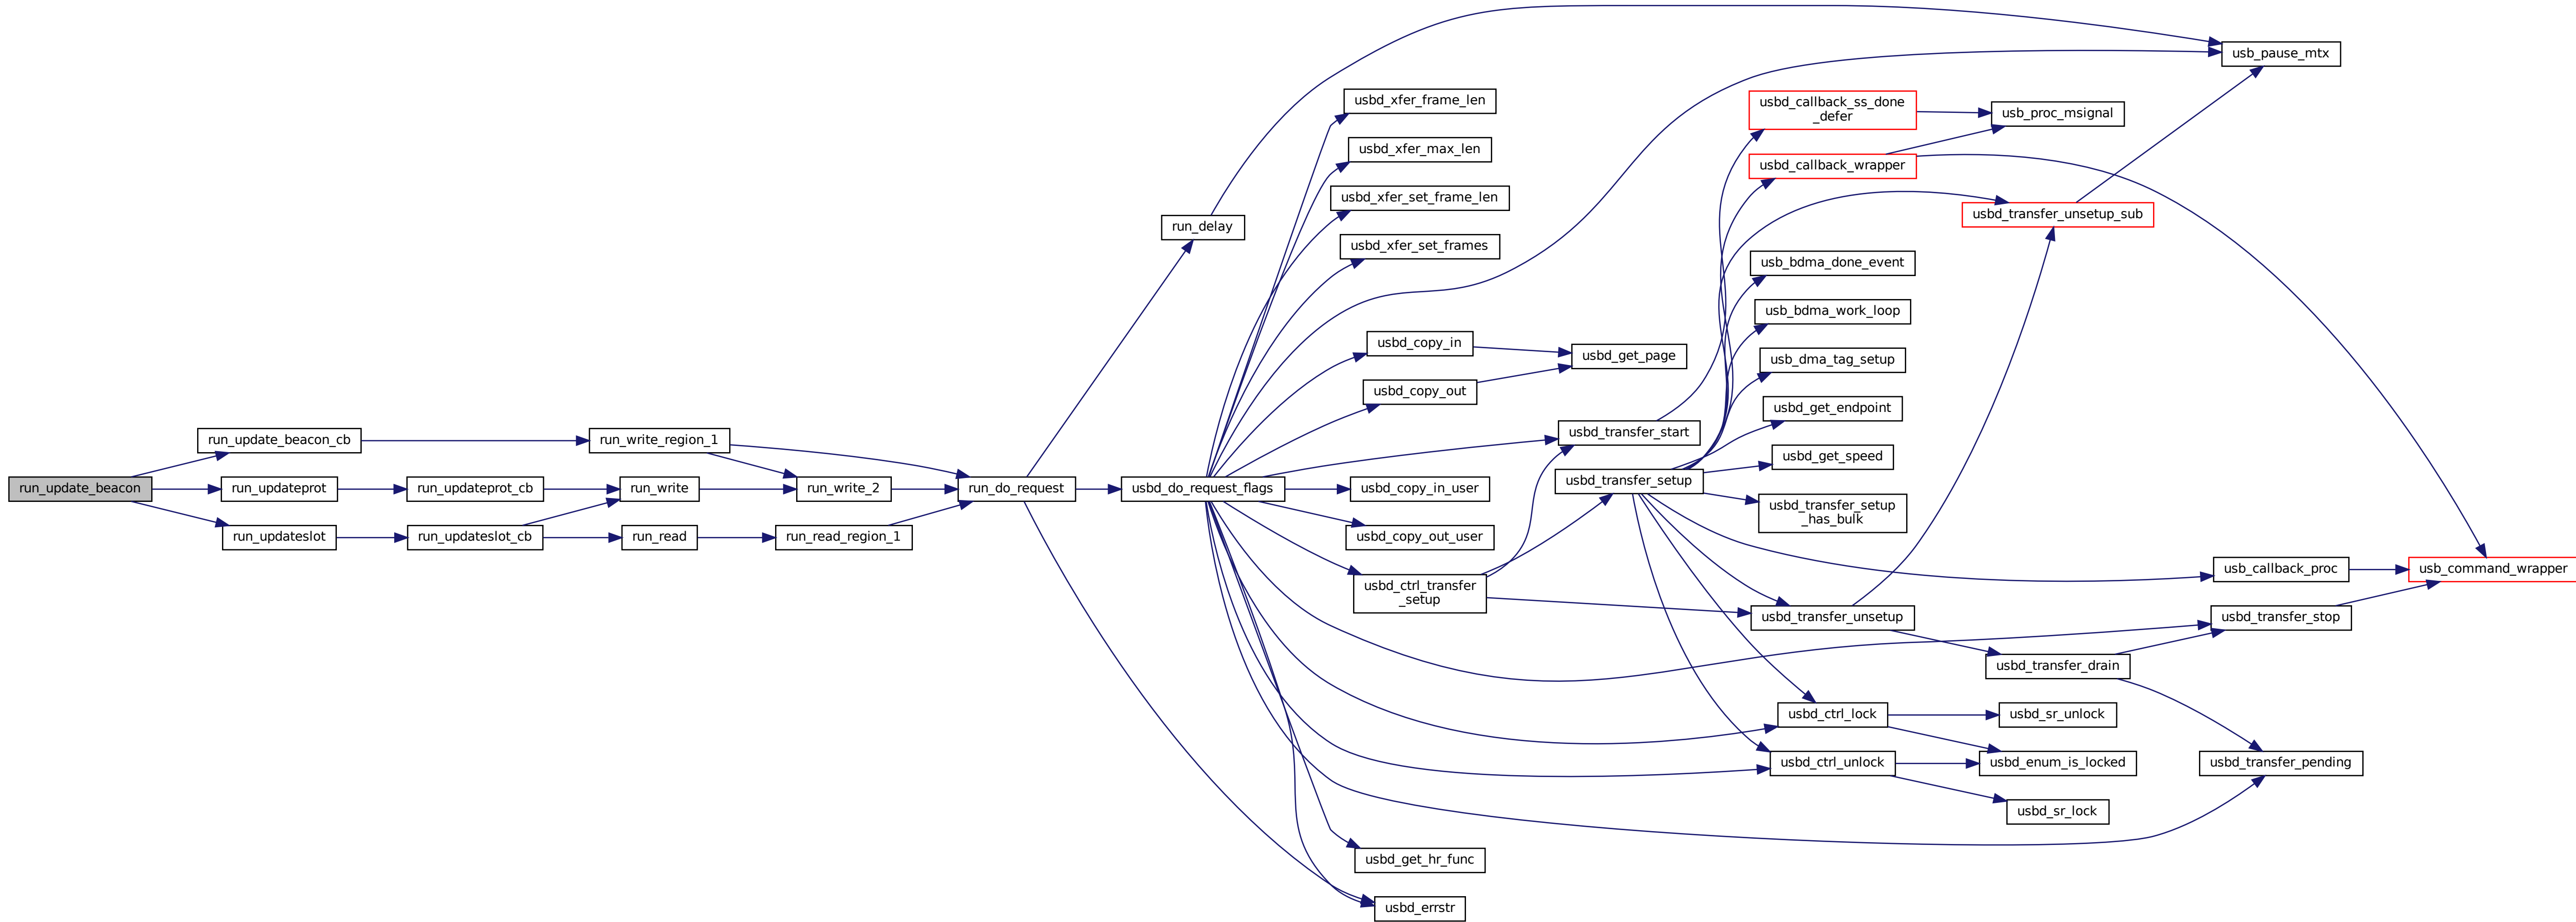 run_update_beacon
run_update_beacon_cb
run_updateprot
run_updateslot
run_updateprot_cb
run_updateslot_cb
run_write_region_1
run_write
run_read
run_write_2
run_read_region_1
run_do_request
run_delay
usbd_do_request_flags
usbd_xfer_frame_len
usbd_xfer_max_len
usbd_xfer_set_frame_len
usbd_xfer_set_frames
usbd_copy_in
usbd_copy_out
usbd_copy_in_user
usbd_copy_out_user
usbd_ctrl_transfer
_setup
usbd_get_hr_func
usbd_errstr
usbd_get_page
usbd_transfer_start
usbd_transfer_setup
usbd_callback_ss_done
_defer
usbd_callback_wrapper
usb_bdma_done_event
usb_bdma_work_loop
usb_dma_tag_setup
usbd_get_endpoint
usbd_get_speed
usbd_transfer_setup
_has_bulk
usbd_transfer_unsetup
usbd_ctrl_lock
usbd_ctrl_unlock
usb_proc_msignal
usbd_transfer_unsetup_sub
usbd_transfer_drain
usbd_sr_unlock
usbd_enum_is_locked
usbd_sr_lock
usb_pause_mtx
usb_callback_proc
usbd_transfer_stop
usbd_transfer_pending
usb_command_wrapper